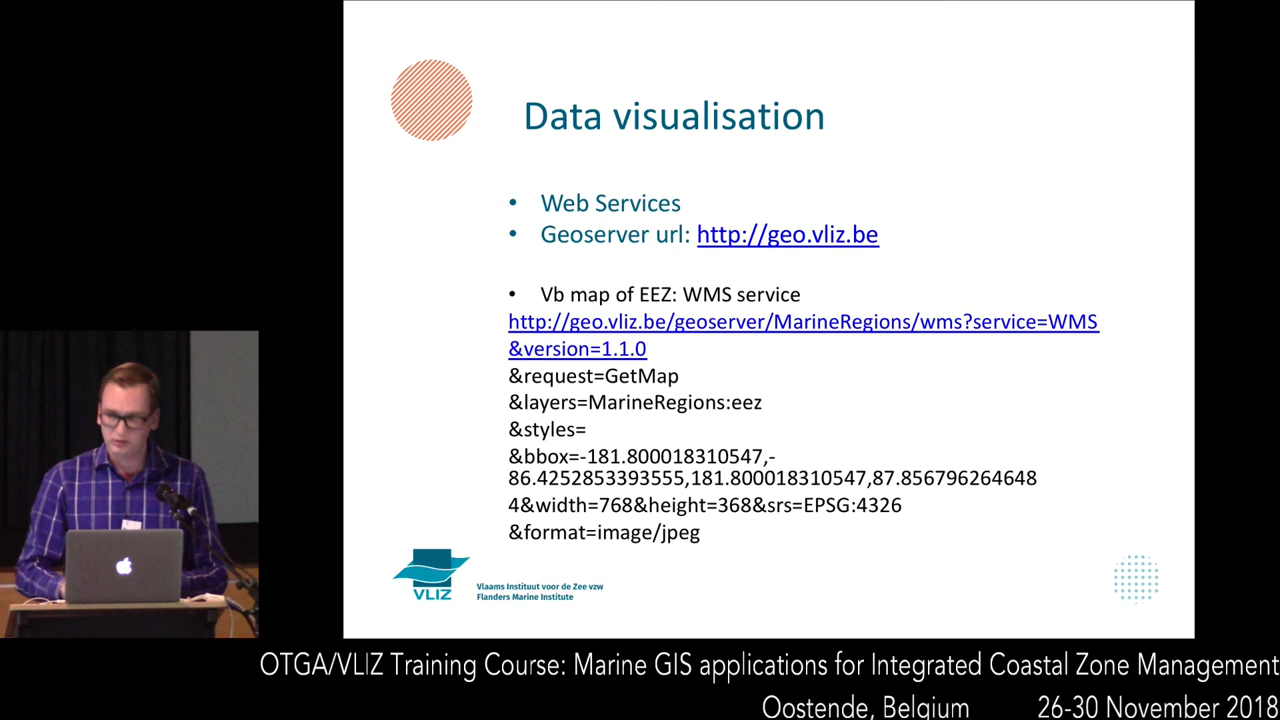 Data visualisation
• Web Services
• Geoserver url: http://geo.vliz.be
• Vb map of EEZ: WMS service
http://geo.vliz.be/geoserver/MarineRegions/wms?service=WMS
&version=1.1.0
&request=GetMap
&layers=MarineRegions:eez
&styles=
&bbox=-181.800018310547,-
86.4252853393555,181.800018310547,87.856796264648
4&width=768&height=368&srs=EPSG:4326
&format=image/jpeg
VLIZ
Vlaams Instituut voor de Zee vzw
Flanders Marine Institute
OTGA/VLIZ Training Course: Marine GIS applications for Integrated Coastal Zone Management
Oostende, Belgium 26-30 November 2018